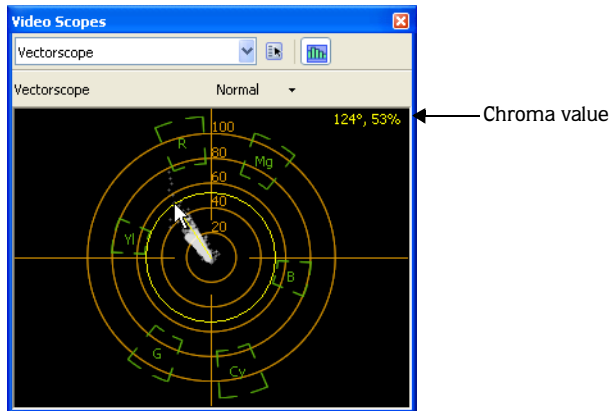 Video Scopes
Vectorscope
Vectorscope Normal
124°, 53%
Chroma value
100
R
80
Mg
60
40
20
Yl
B
G
Cy